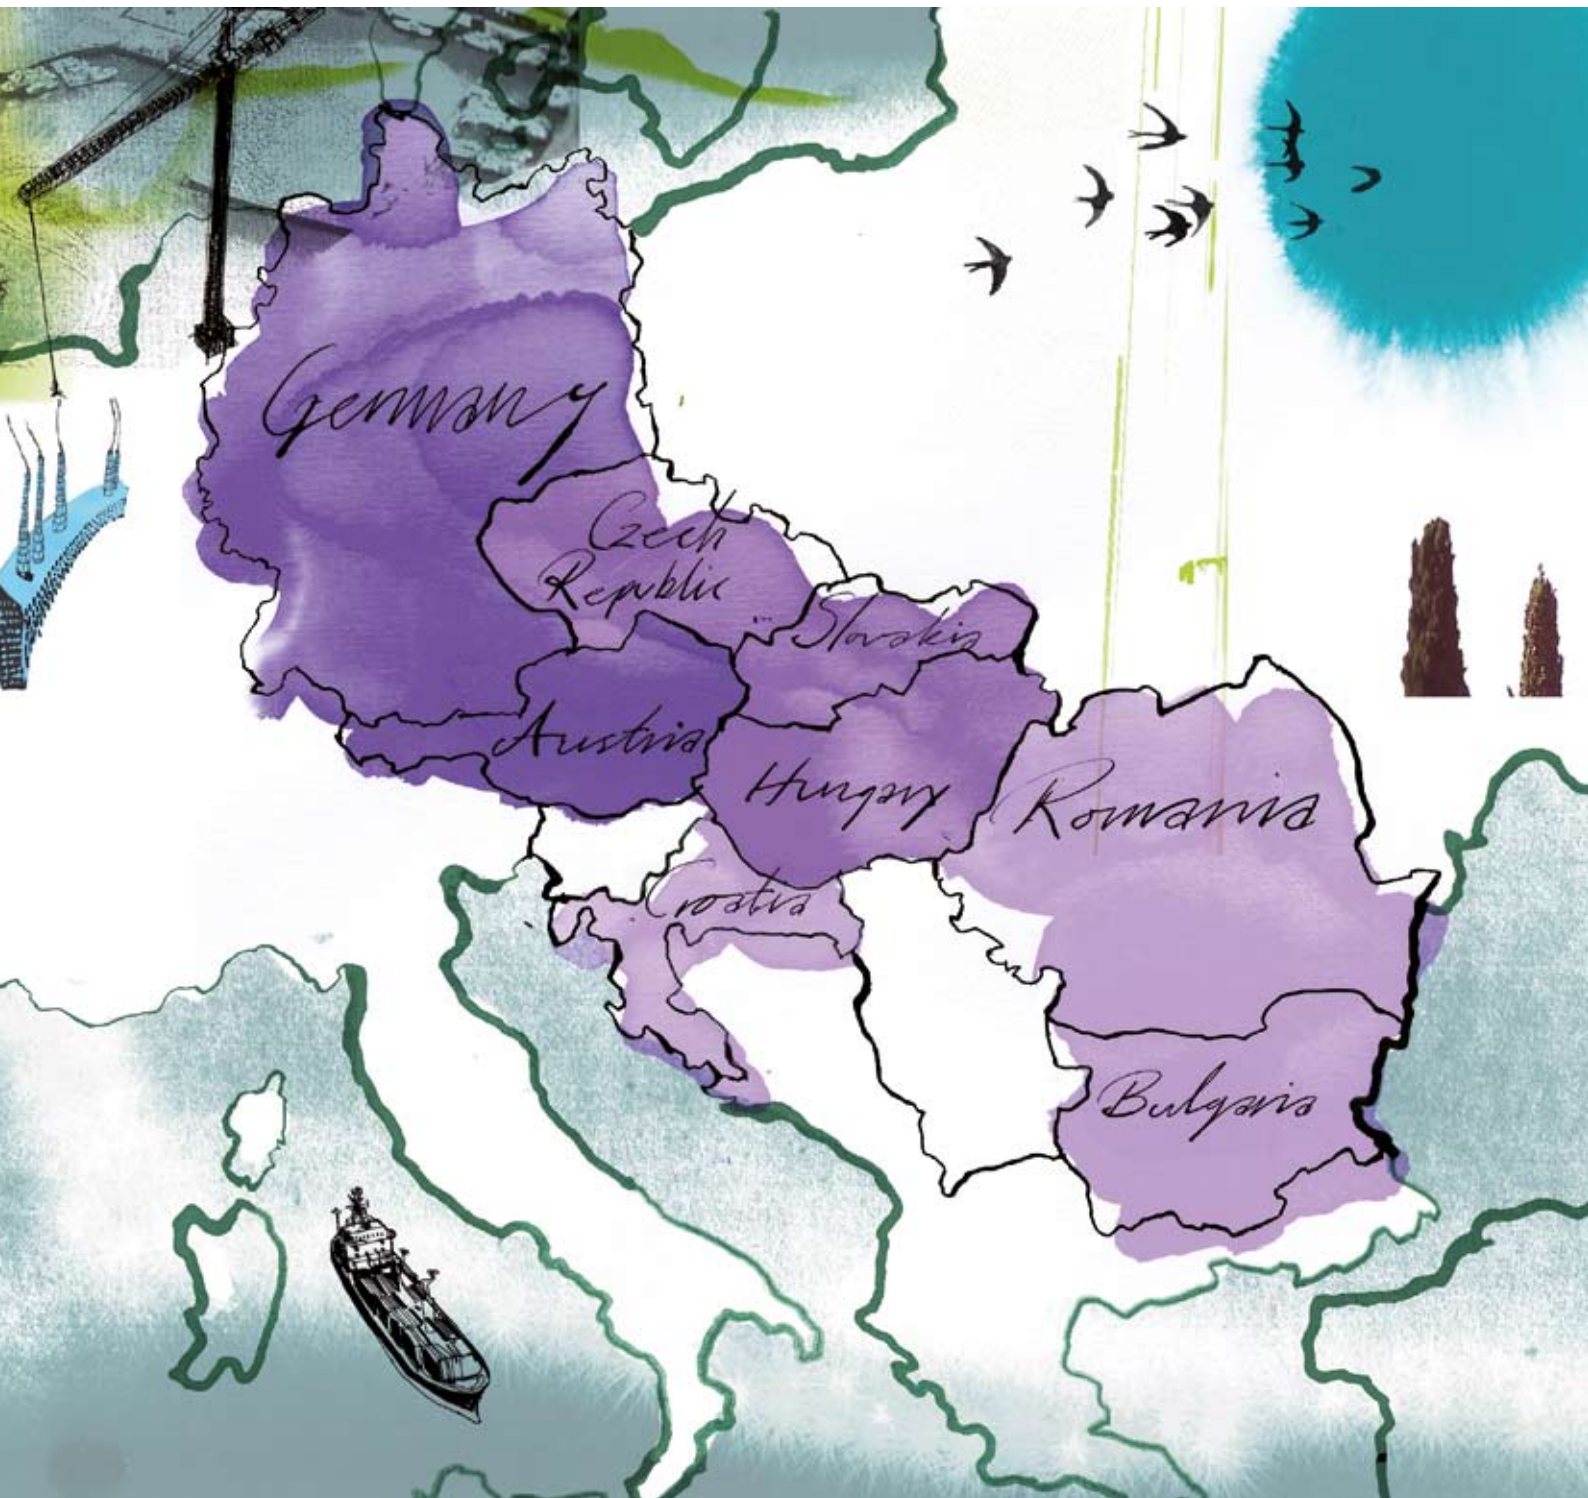 Germany
Czech
Republic
Slovakia
Austria
Hungary
Romania
Croatia
Bulgaria